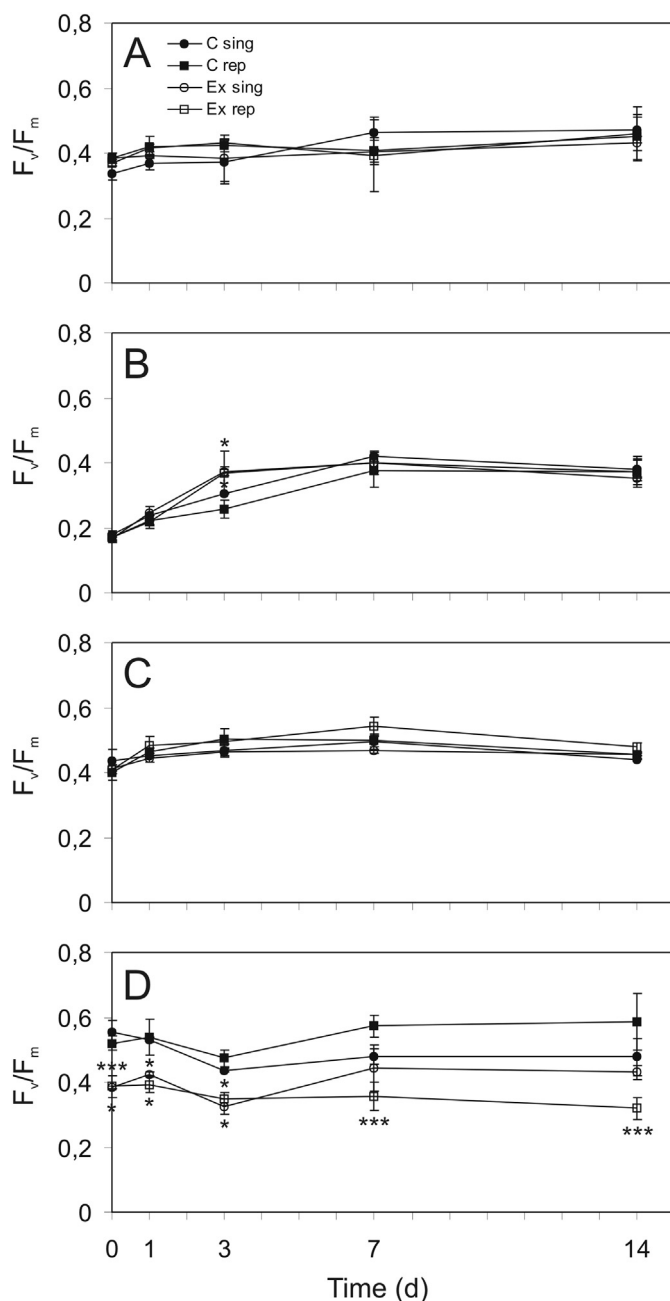 A
C sing
C rep
Ex sing
Ex rep
0,8
0,6
0,4
0,2
0
Fv/Fm
B
0,8
0,6
0,4
0,2
0
Fv/Fm
*
*
C
0,8
0,6
0,4
0,2
0
Fv/Fm
D
0,8
0,6
0,4
0,2
0
Fv/Fm
*** * *
* * * *** ***
0 1 3 7 14
Time (d)